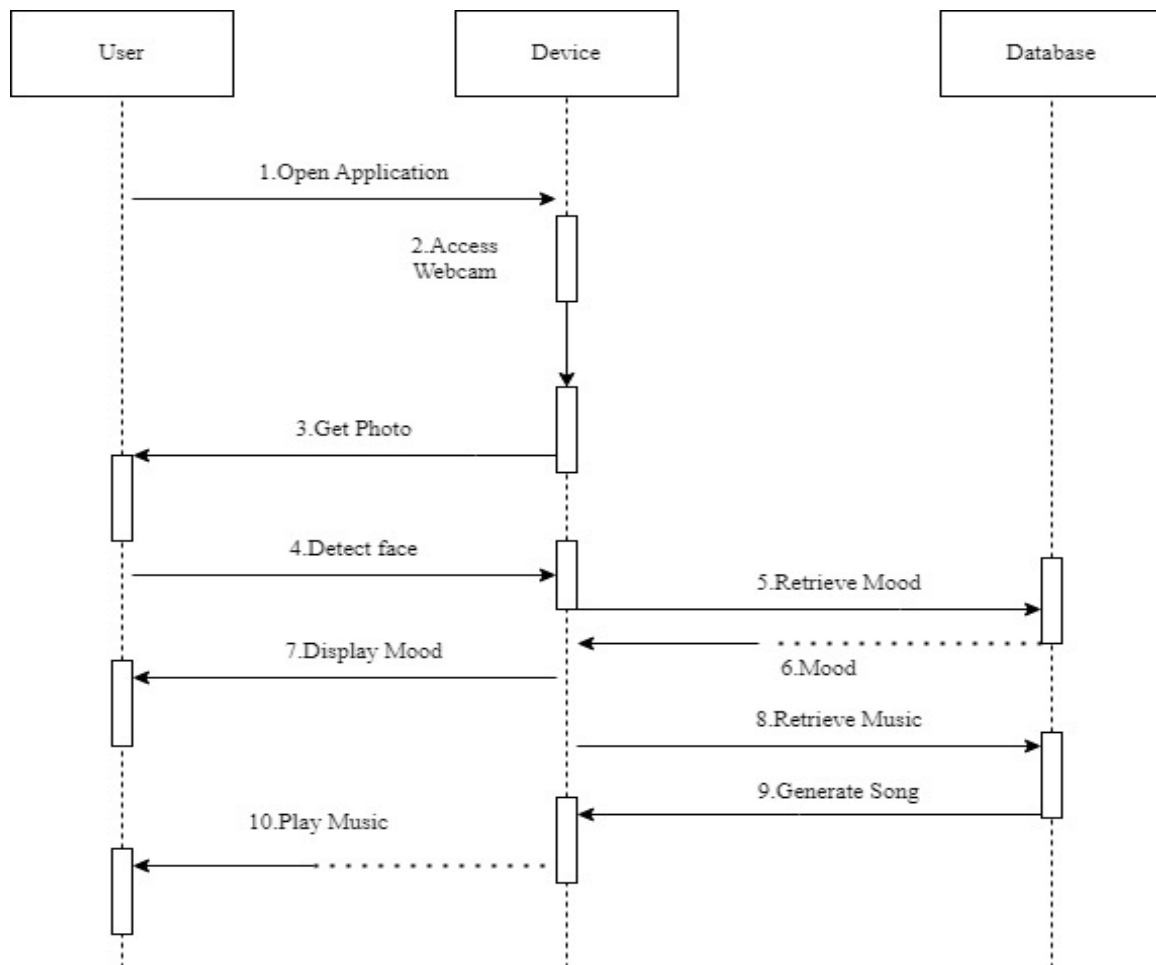 User
Device
Database
1.Open Application
2.Access
Webcam
3.Get Photo
4.Detect face
5.Retrieve Mood
7.Display Mood
6.Mood
8.Retrieve Music
9.Generate Song
10.Play Music